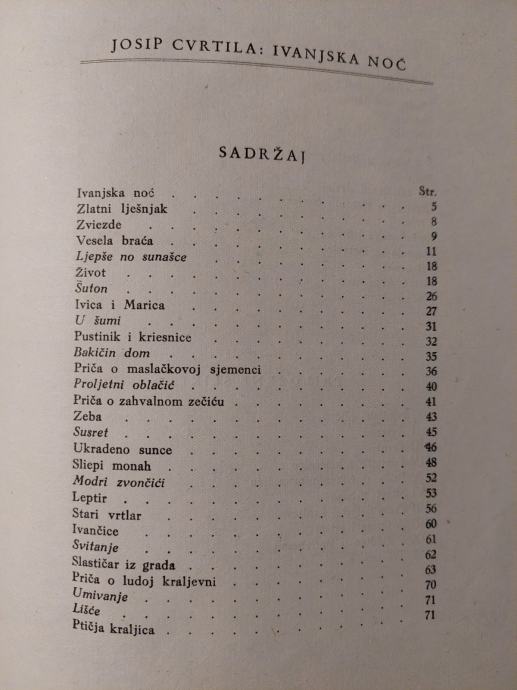 JOSIP CVRTILA: IVANJSKA NOĆ
SADRŽAJ
Str.
Ivanjska noć . . . . . . . . 5
Zlatni lješnjak . . . . . . . . 8
Zviezde . . . . . . . . 9
Vesela braća . . . . . . . . 11
Ljepše no sunašce . . . . . . . 18
Život . . . . . . . . . 18
Šuton . . . . . . . . . 26
Ivica i Marica . . . . . . . . 27
U šumi . . . . . . . . . 31
Pustinik i kriesnice . . . . . . . 32
Bakičin dom . . . . . . . . 35
Priča o maslačkovoj sjemenci . . . . . 36
Proljetni oblačić . . . . . . . 40
Priča o zahvalnom zečiću . . . . . . 41
Zeba . . . . . . . . . 43
Susret . . . . . . . . . 45
Ukradeno sunce . . . . . . . 46
Sliepi monah . . . . . . . . 48
Modri zvončići . . . . . . . . 52
Leptir . . . . . . . . . 53
Stari vrtlar . . . . . . . . 56
Ivančice . . . . . . . . 60
Svitanje . . . . . . . . 61
Slastičar iz grada . . . . . . . 62
Priča o ludoj kraljevni . . . . . . 63
Umivanje . . . . . . . . 70
Lišće . . . . . . . . . 71
Ptičja kraljica . . . . . . . . 71